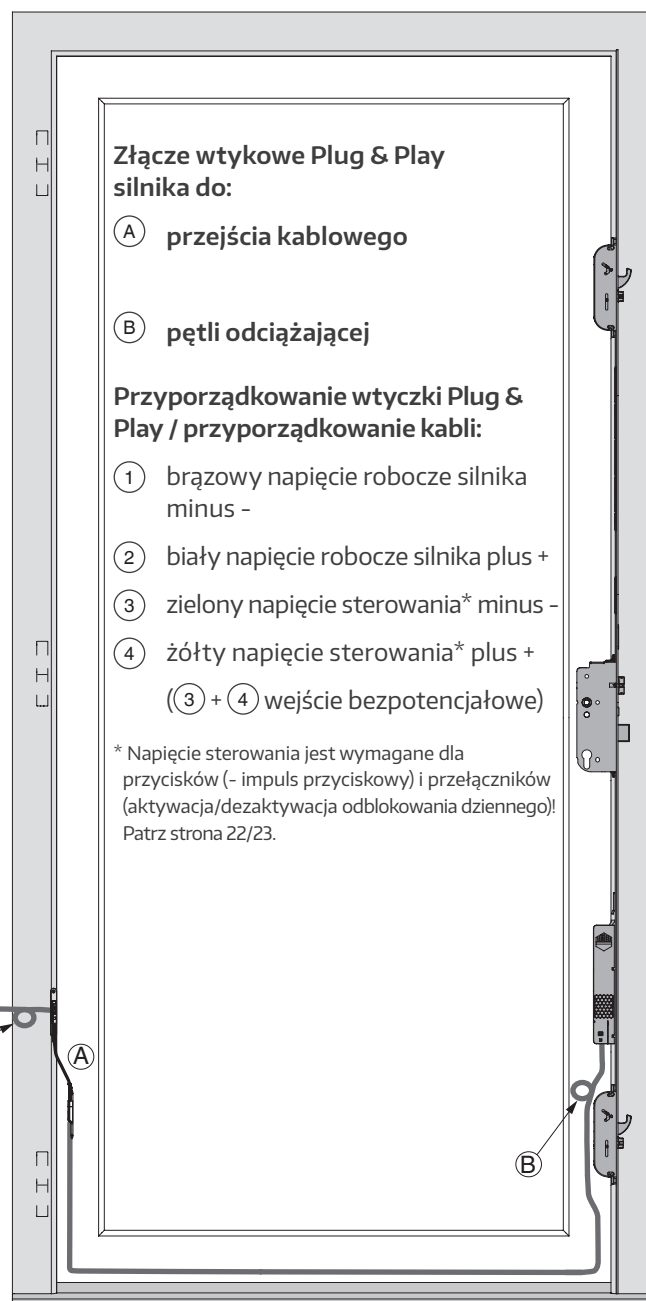 Złącze wtykowe Plug & Play
silnika do:
A przejścia kablowego
B pętli odciążającej
Przyporządkowanie wtyczki Plug &
Play / przyporządkowanie kabli:
1 brązowy napięcie robocze silnika
minus -
2 biały napięcie robocze silnika plus +
3 zielony napięcie sterowania* minus -
4 żółty napięcie sterowania* plus +
(3 + 4 wejście bezpotencjałowe)
* Napięcie sterowania jest wymagane dla
przycisków (- impuls przyciskowy) i przełączników
(aktywacja/dezaktywacja odblokowania dziennego)!
Patrz strona 22/23.
A
B